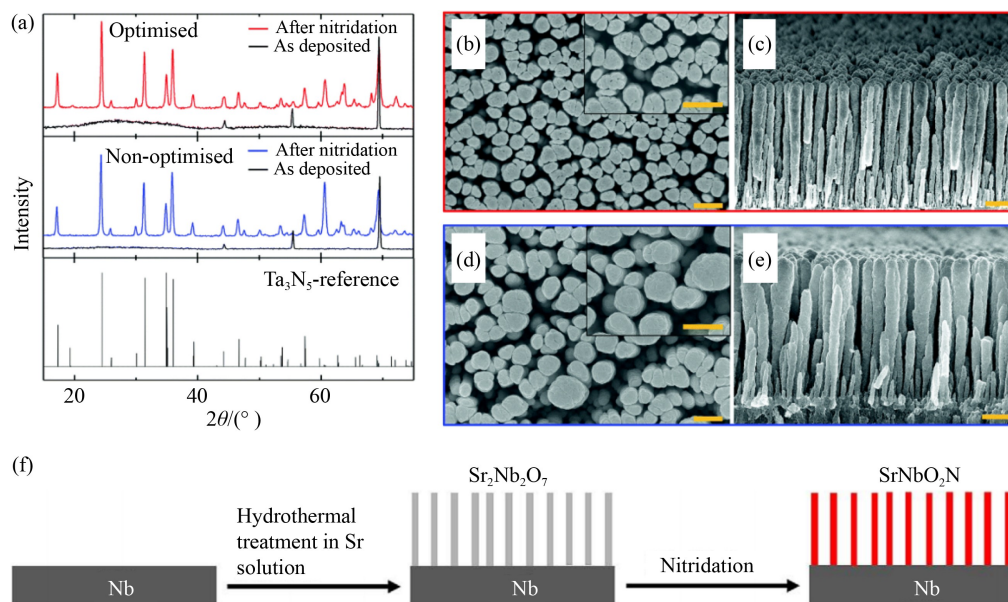 (a)
Optimised
After nitridation
As deposited
Non-optimised
After nitridation
As deposited
Ta₃N₅-reference
Intensity
20
40
60
2θ/(° )
(b)
(c)
(d)
(e)
(f)
Sr₂Nb₂O₇
SrNbO₂N
Hydrothermal
treatment in Sr
solution
Nitridation
Nb
Nb
Nb